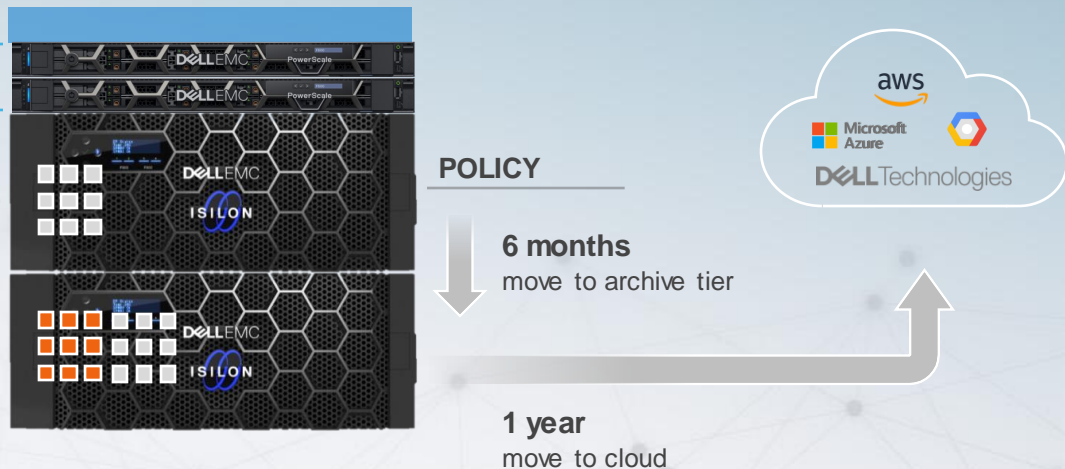 DELLEMC
PowerScale
DELLEMC
PowerScale
DELLEMC
ISILON
DELLEMC
ISILON
POLICY
6 months
move to archive tier
1 year
move to cloud
aws
Microsoft
Azure
DELLTechnologies